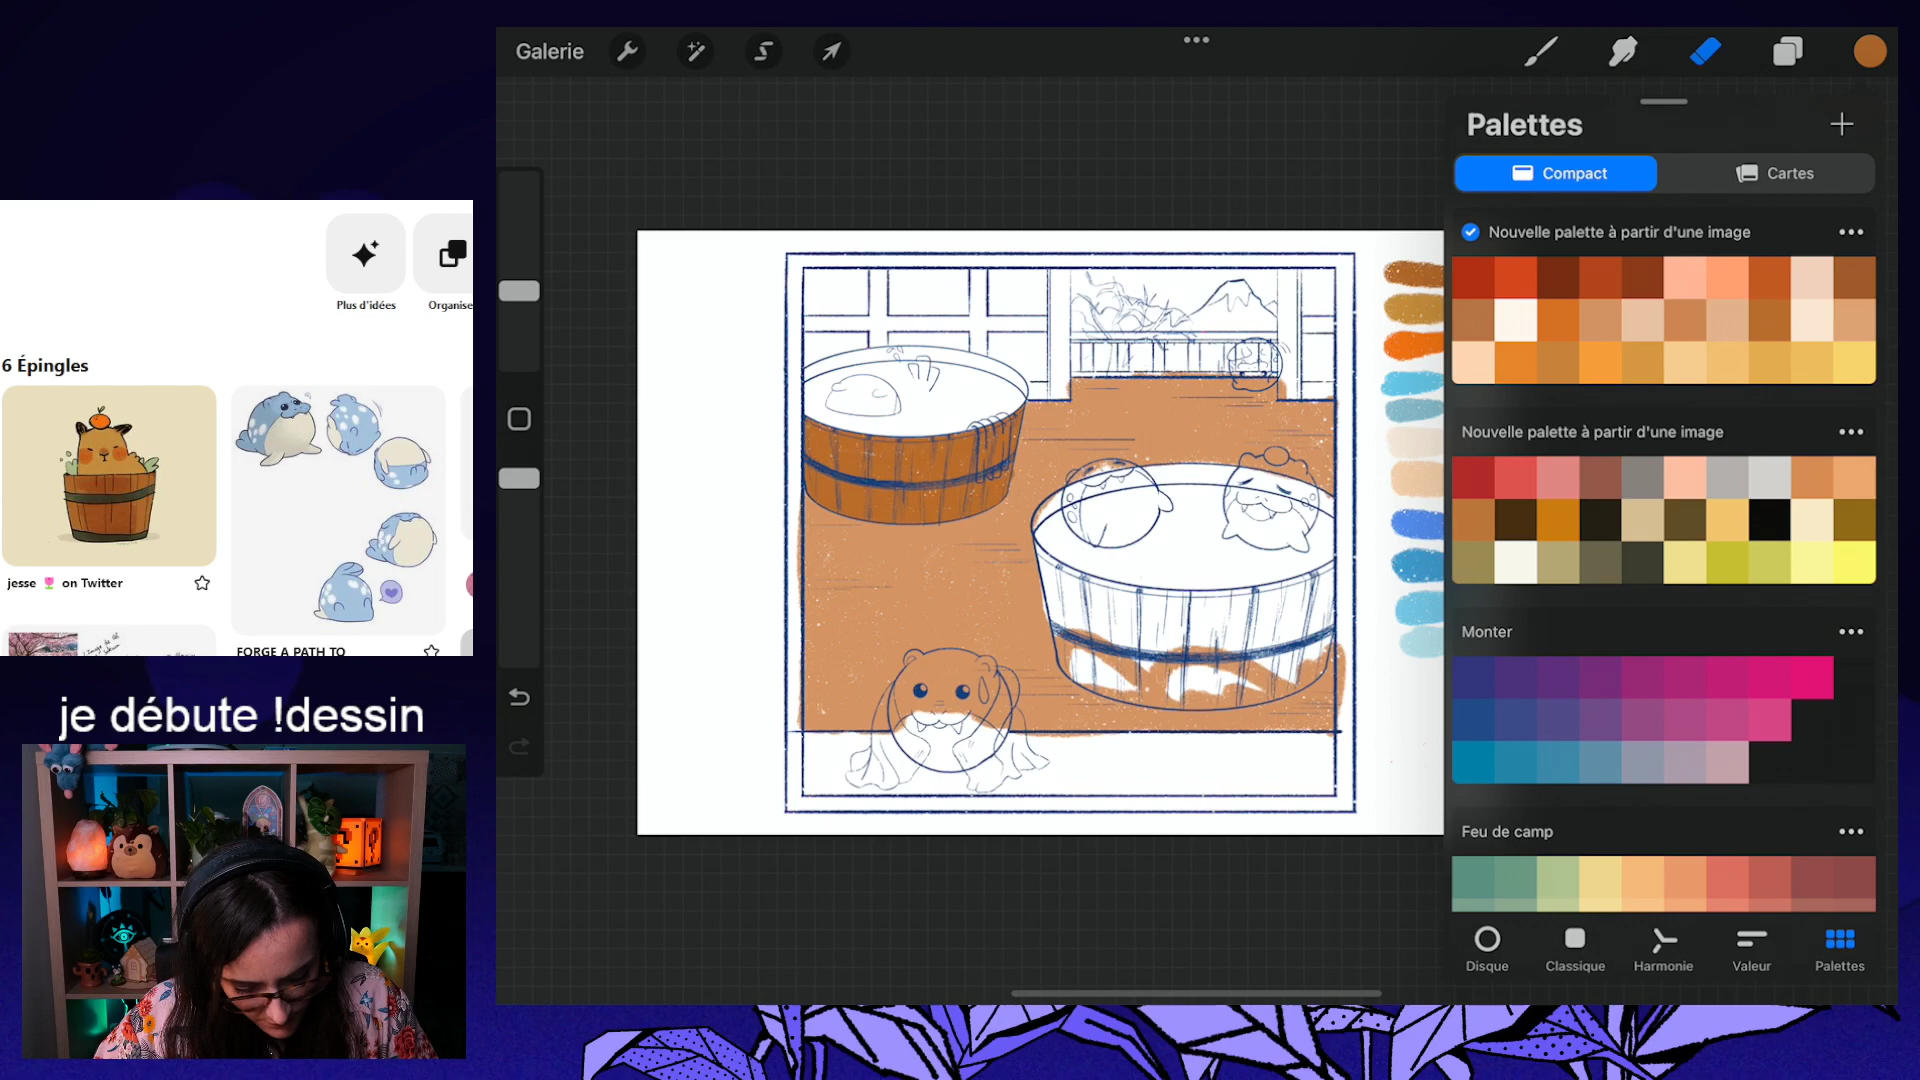 Galerie
Palettes
Compact
Cartes
Nouvelle palette à partir d'une image
Nouvelle palette à partir d'une image
Monter
Feu de camp
Disque
Classique
Harmonie
Valeur
Palettes
Plus d'idées
Organise
6 Épingles
jesse 🌷 on Twitter
FORGE A PATH TO
je débute !dessin